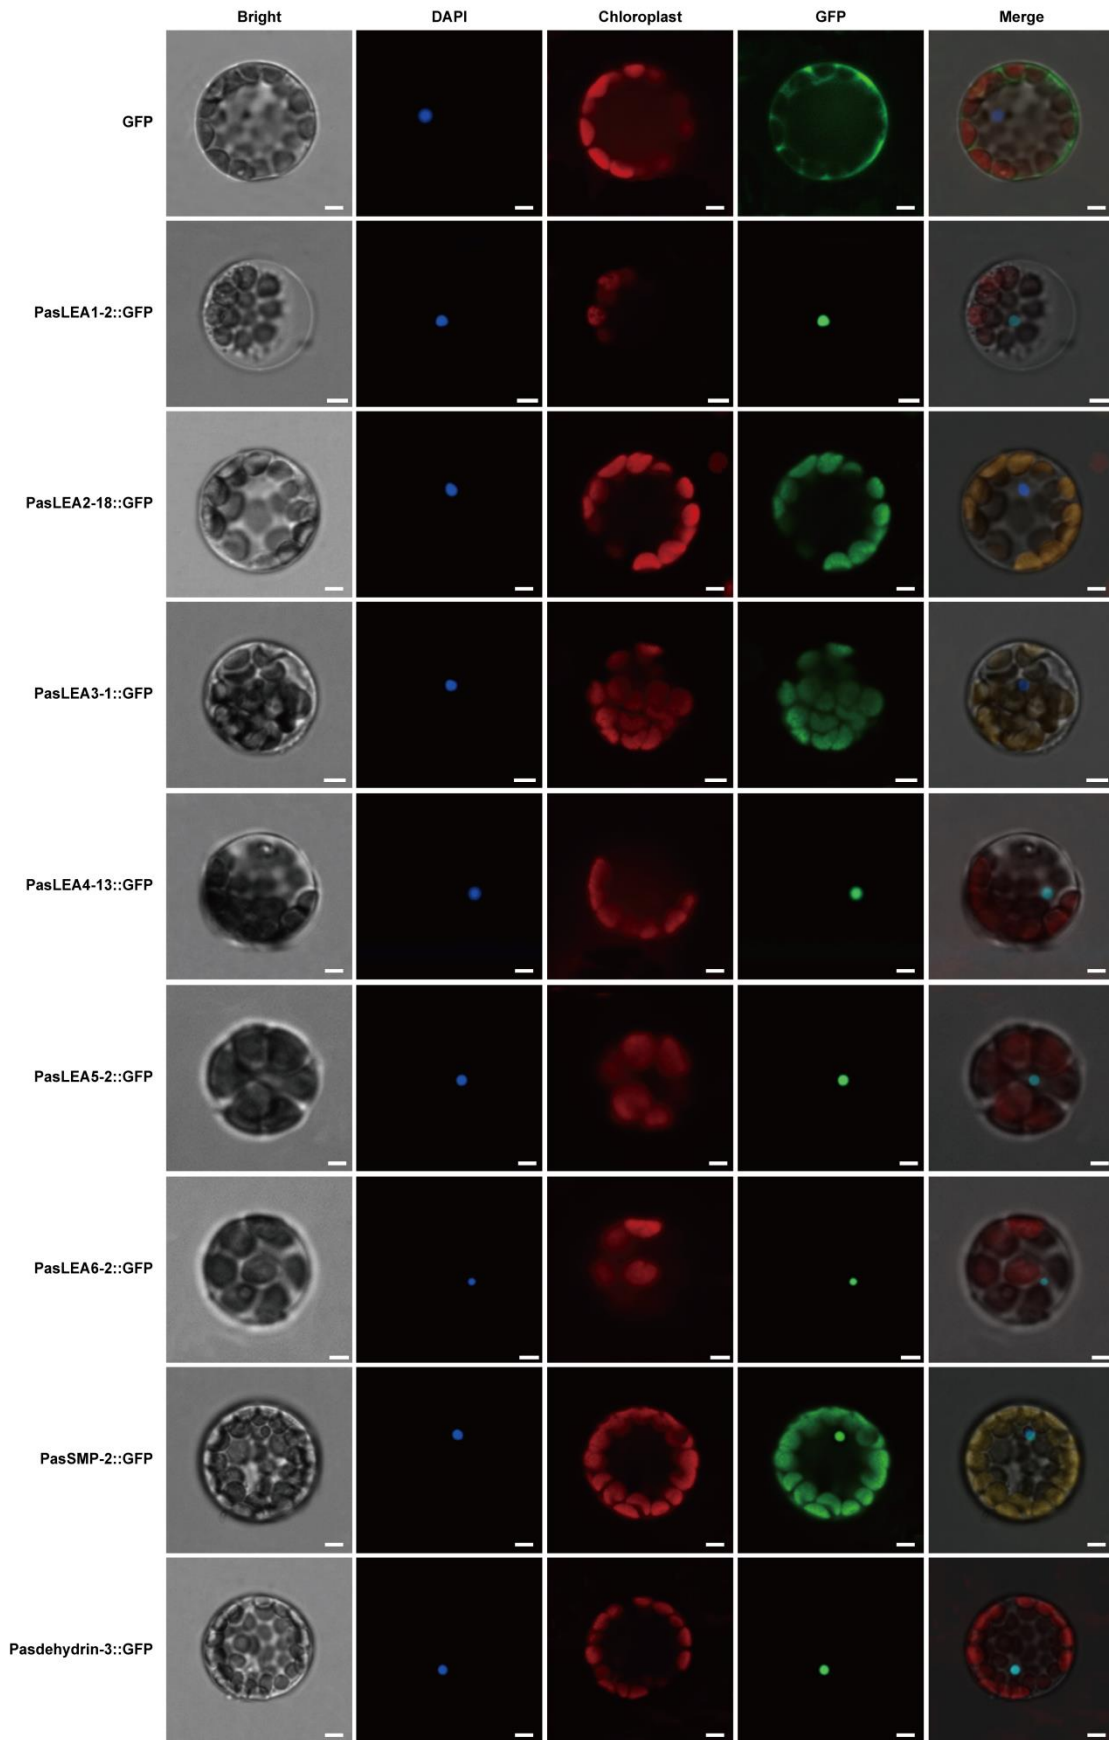 Bright DAPI Chloroplast GFP Merge
GFP
PasLEA1-2::GFP
PasLEA2-18::GFP
PasLEA3-1::GFP
PasLEA4-13::GFP
PasLEA5-2::GFP
PasLEA6-2::GFP
PasSMP-2::GFP
Pasdehydrin-3::GFP